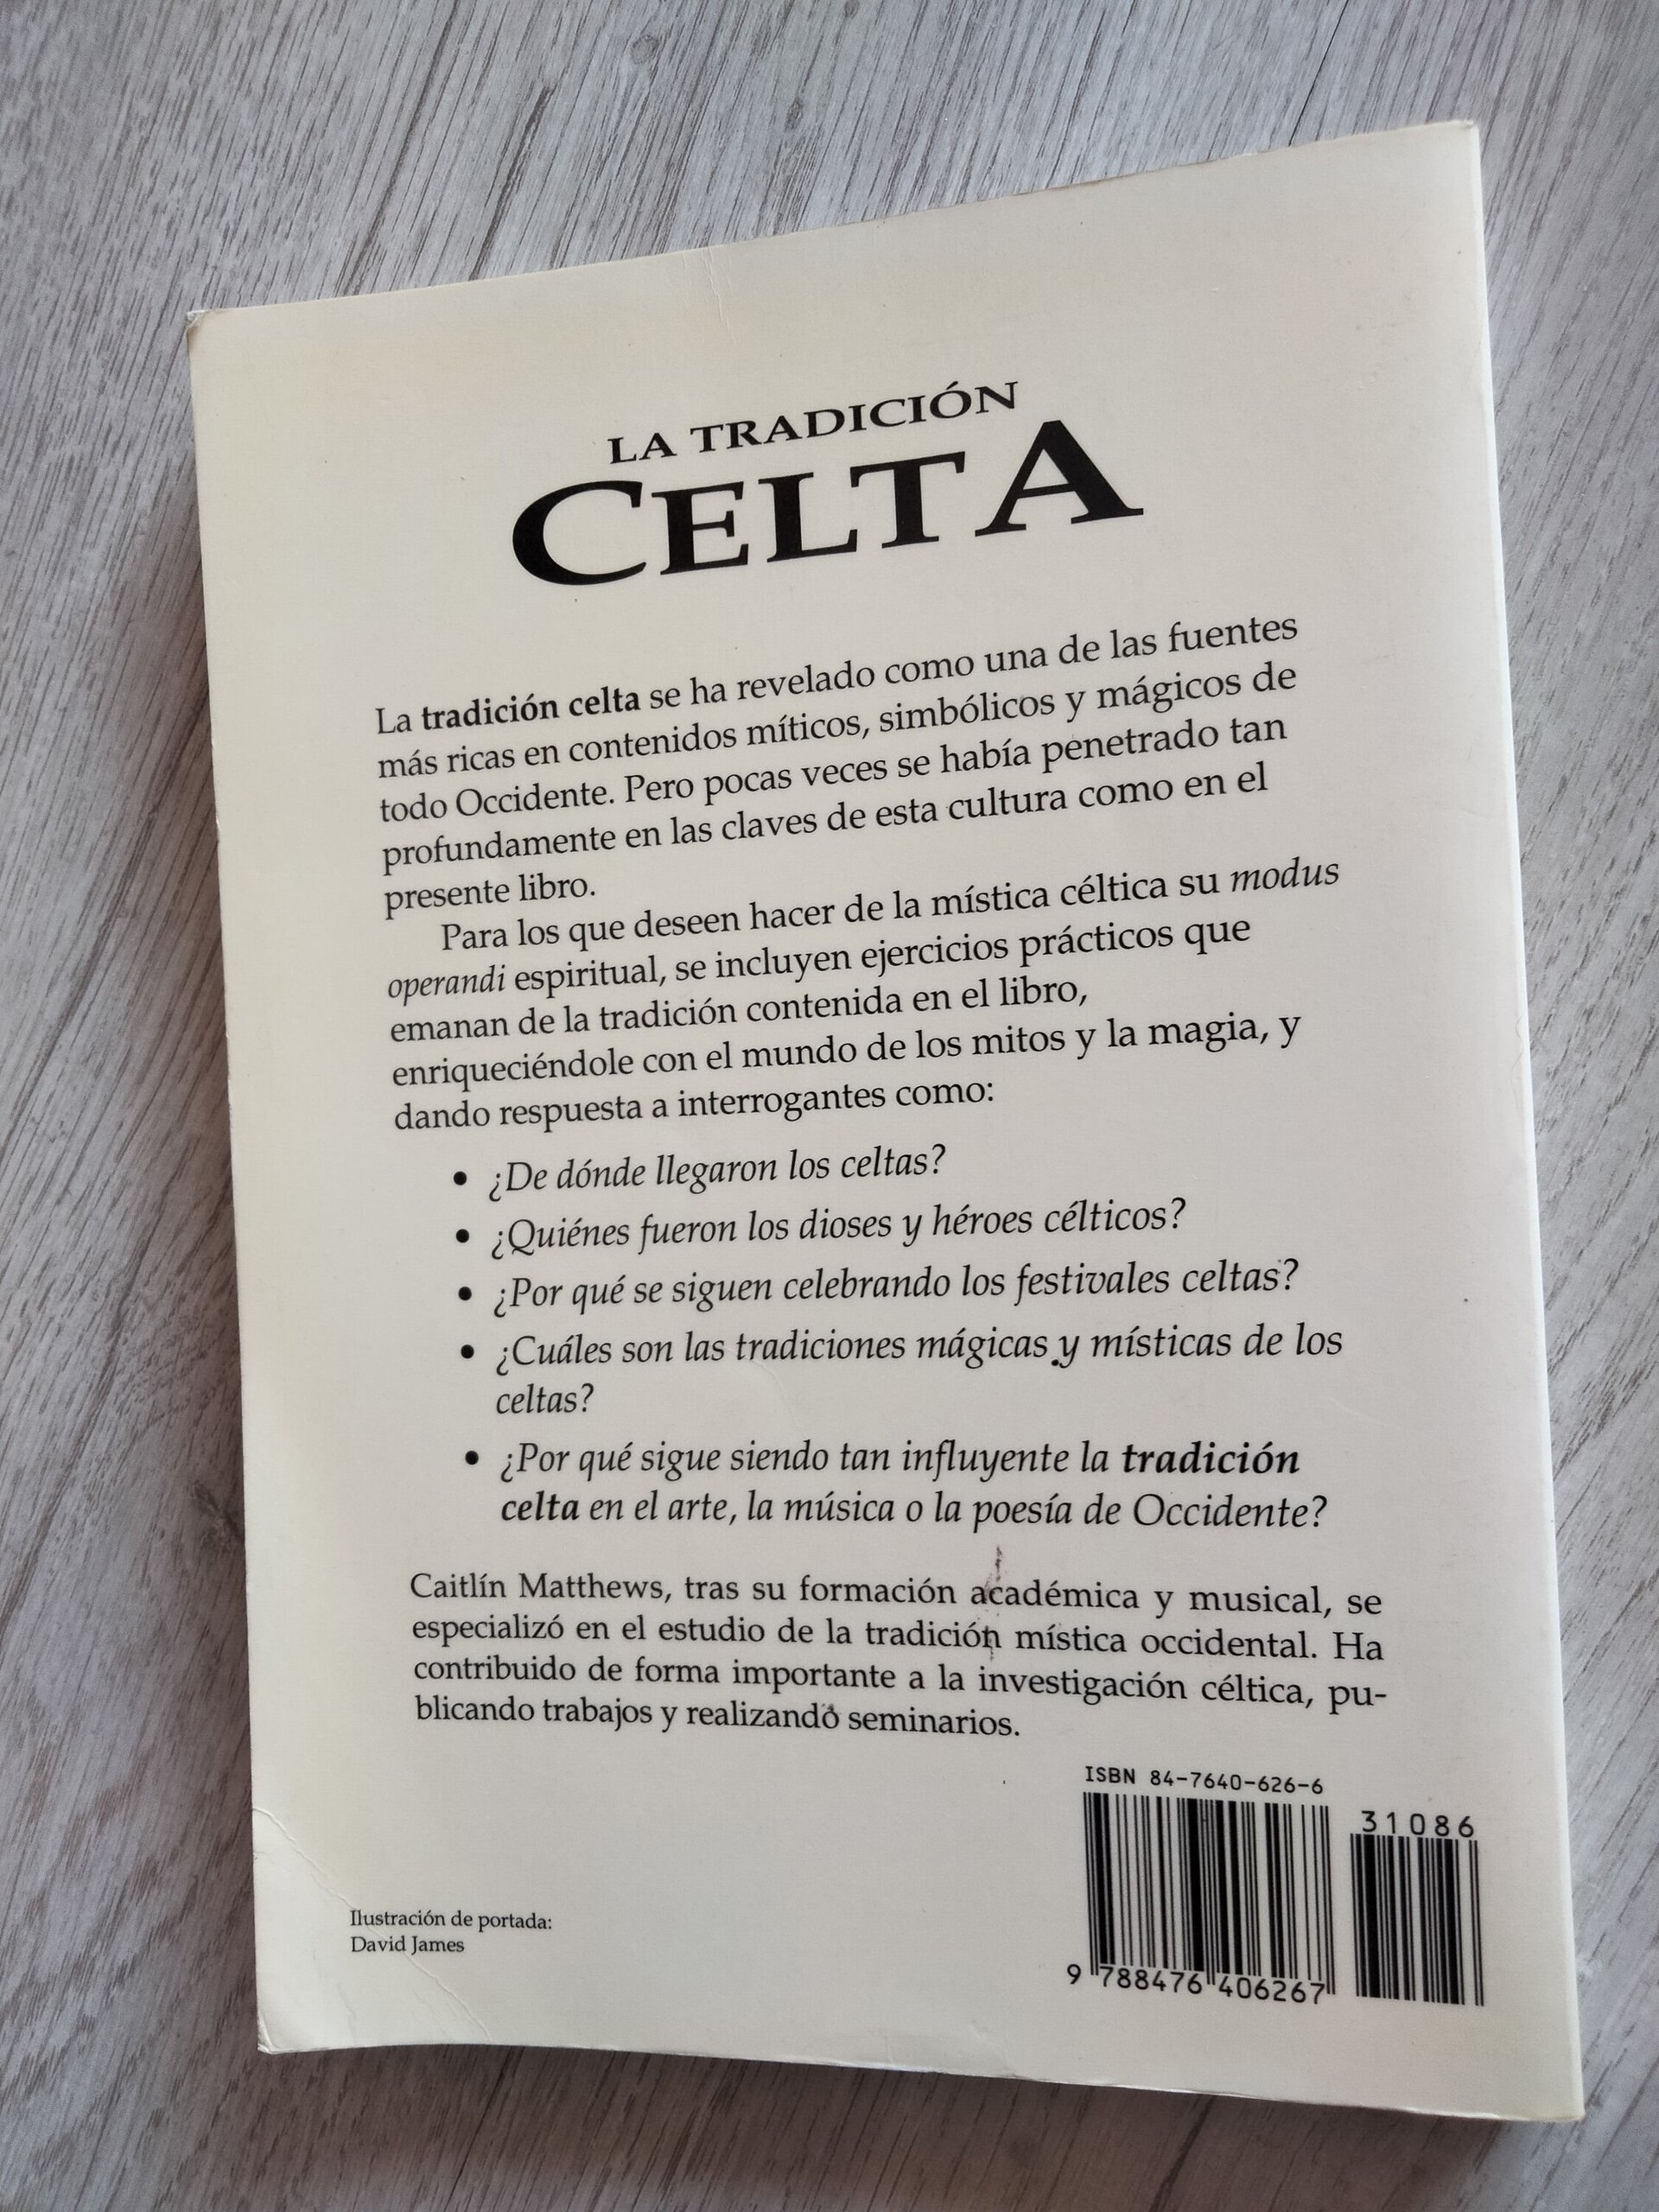 LA TRADICIÓN
CELTA
La tradición celta se ha revelado como una de las fuentes
más ricas en contenidos míticos, simbólicos y mágicos de
todo Occidente. Pero pocas veces se había penetrado tan
profundamente en las claves de esta cultura como en el
presente libro.
Para los que deseen hacer de la mística céltica su modus
operandi espiritual, se incluyen ejercicios prácticos que
emanan de la tradición contenida en el libro,
enriqueciéndole con el mundo de los mitos y la magia, y
dando respuesta a interrogantes como:
• ¿De dónde llegaron los celtas?
• ¿Quiénes fueron los dioses y héroes célticos?
• ¿Por qué se siguen celebrando los festivales celtas?
• ¿Cuáles son las tradiciones mágicas y místicas de los
celtas?
• ¿Por qué sigue siendo tan influyente la tradición
celta en el arte, la música o la poesía de Occidente?
Caitlín Matthews, tras su formación académica y musical, se
especializó en el estudio de la tradición mística occidental. Ha
contribuido de forma importante a la investigación céltica, pu-
blicando trabajos y realizando seminarios.
ISBN 84-7640-626-6
31086
9 788476 406267
Ilustración de portada:
David James